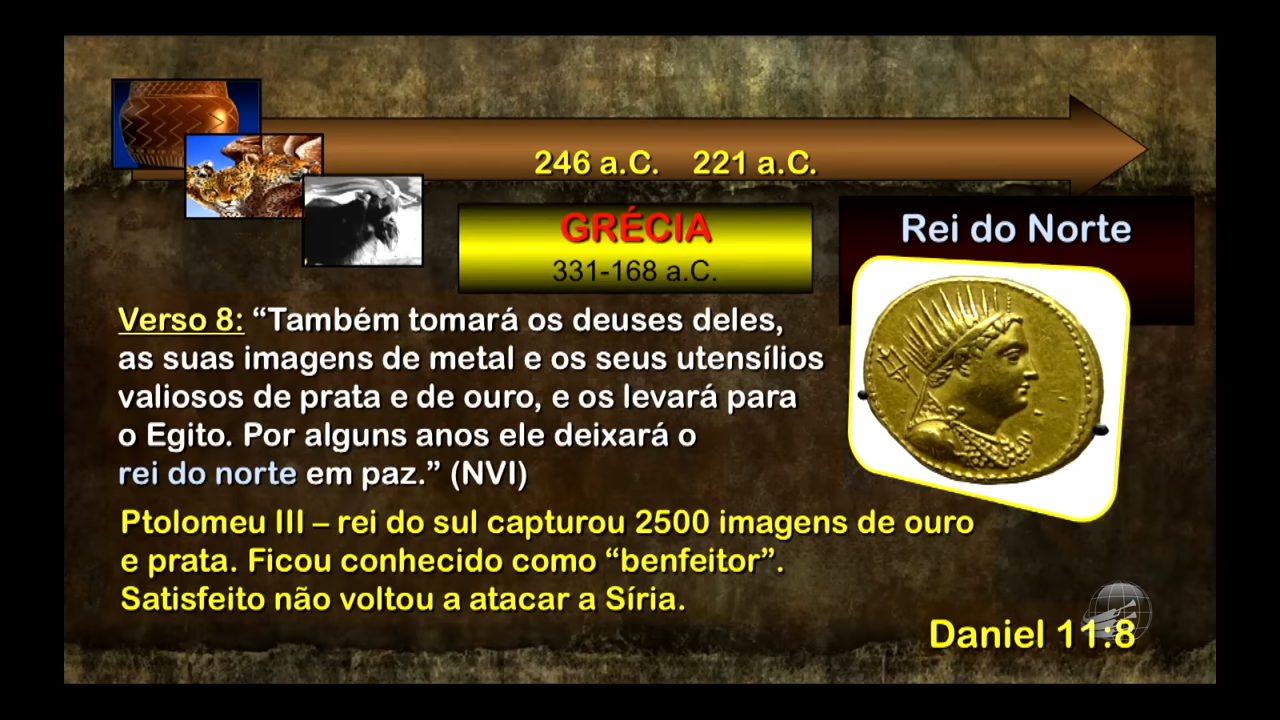 246 a.C. 221 a.C.
GRÉCIA
331-168 a.C.
Rei do Norte
Verso 8: “Também tomará os deuses deles,
as suas imagens de metal e os seus utensílios
valiosos de prata e de ouro, e os levará para
o Egito. Por alguns anos ele deixará o
rei do norte em paz.” (NVI)
Ptolomeu III – rei do sul capturou 2500 imagens de ouro
e prata. Ficou conhecido como “benfeitor”.
Satisfeito não voltou a atacar a Síria.
Daniel 11:8